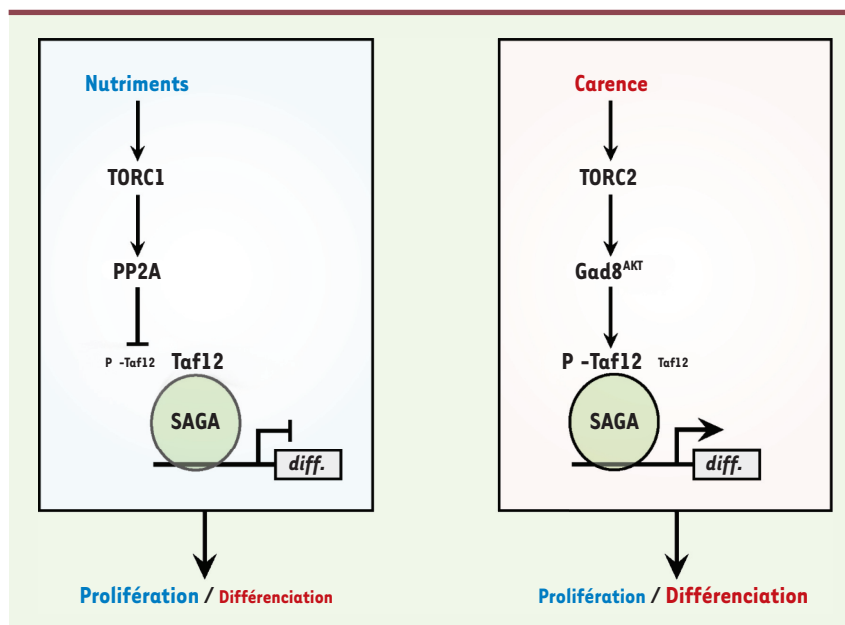 Nutriments
TORC1
PP2A
P -Taf12 Taf12
SAGA
diff.
Prolifération / Différenciation
Carence
TORC2
Gad8AKT
P -Taf12 Taf12
SAGA
diff.
Prolifération / Différenciation